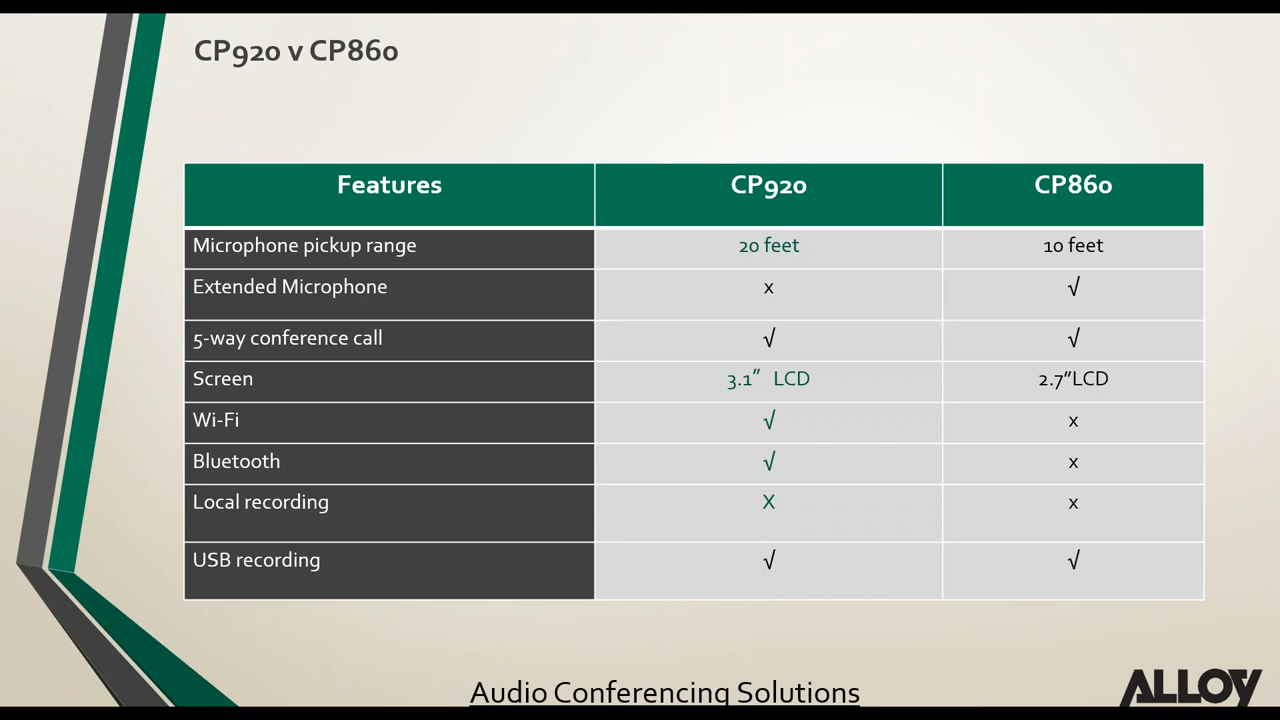 CP920 v CP860
Features CP920 CP860
Microphone pickup range 20 feet 10 feet
Extended Microphone x √
5-way conference call √ √
Screen 3.1” LCD 2.7”LCD
Wi-Fi √ x
Bluetooth √ x
Local recording X x
USB recording √ √
Audio Conferencing Solutions
ALLOY